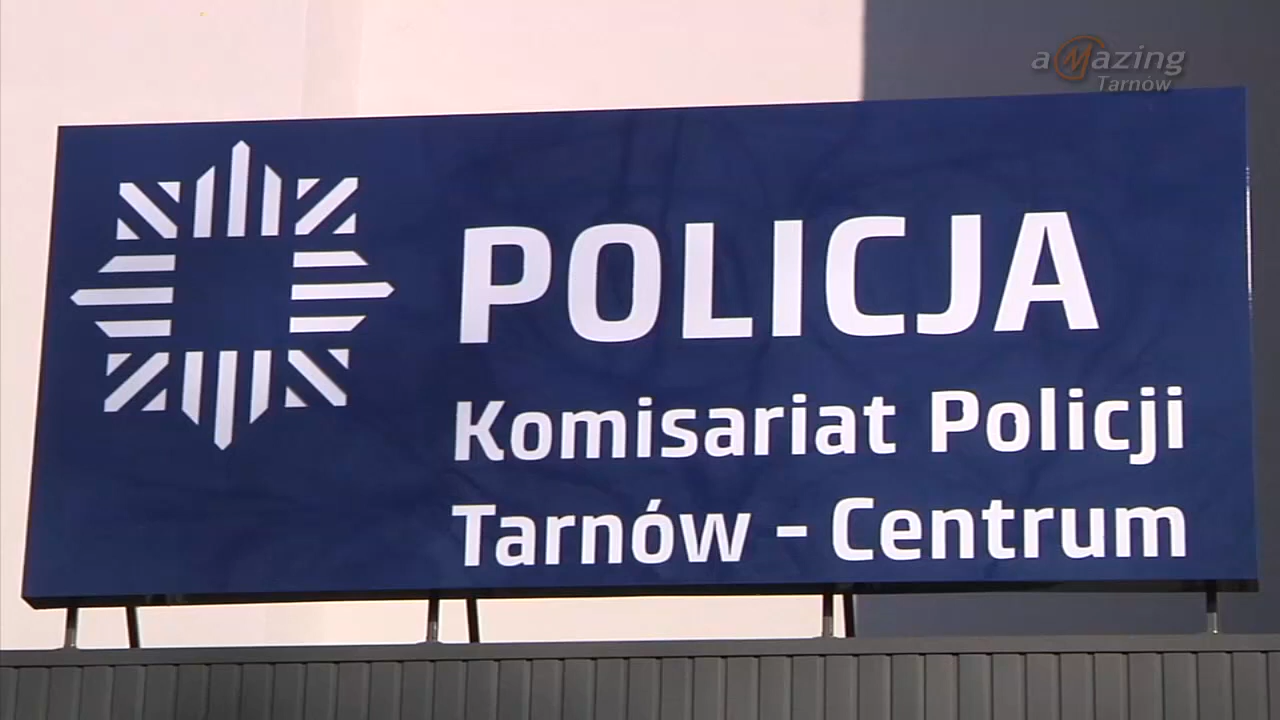 aMazing
Tarnów
POLICJA
Komisariat Policji
Tarnów - Centrum